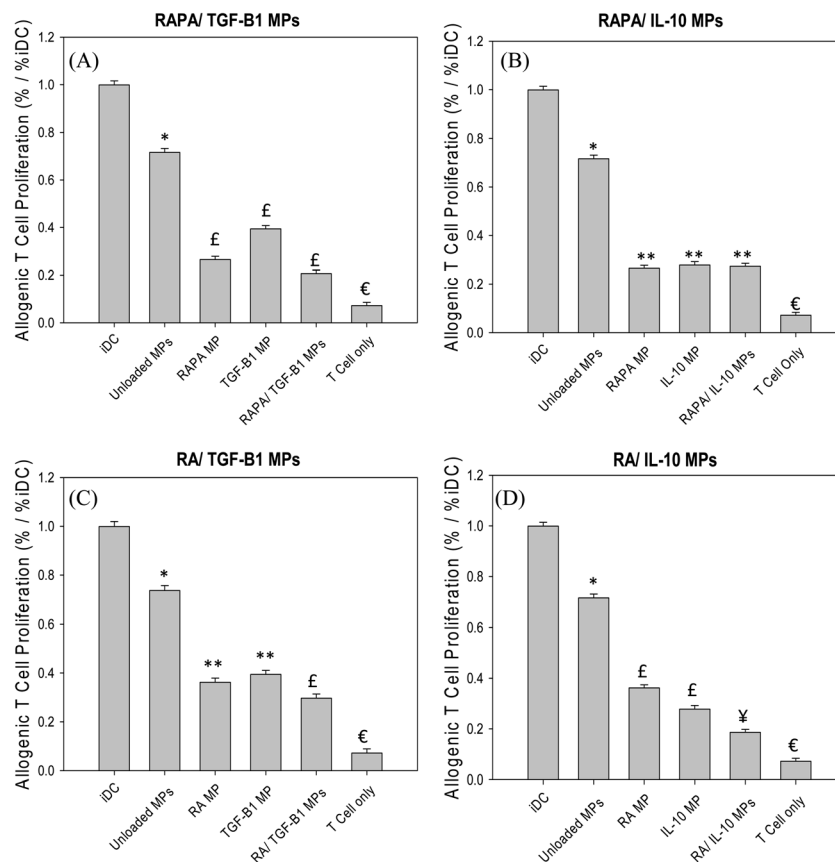 RAPA/ TGF-B1 MPs
(A)
Allogenic T Cell Proliferation (% / %iDC)
1.2
1.0
0.8
0.6
0.4
0.2
0.0
*
£
£
£
€
iDC
Unloaded MPs
RAPA MP
TGF-B1 MP
RAPA/ TGF-B1 MPs
T Cell only
RAPA/ IL-10 MPs
(B)
Allogenic T Cell Proliferation (% / %iDC)
1.2
1.0
0.8
0.6
0.4
0.2
0.0
*
**
**
**
€
iDC
Unloaded MPs
RAPA MP
IL-10 MP
RAPA/ IL-10 MPs
T Cell Only
RA/ TGF-B1 MPs
(C)
Allogenic T Cell Proliferation (% / %iDC)
1.2
1.0
0.8
0.6
0.4
0.2
0.0
*
**
**
£
€
iDC
Unloaded MPs
RA MP
TGF-B1 MP
RA/ TGF-B1 MPs
T Cell only
RA/ IL-10 MPs
(D)
Allogenic T Cell Proliferation (% / %iDC)
1.2
1.0
0.8
0.6
0.4
0.2
0.0
*
£
£
¥
€
iDC
Unloaded MPs
RA MP
IL-10 MP
RA/ IL-10 MPs
T Cell only